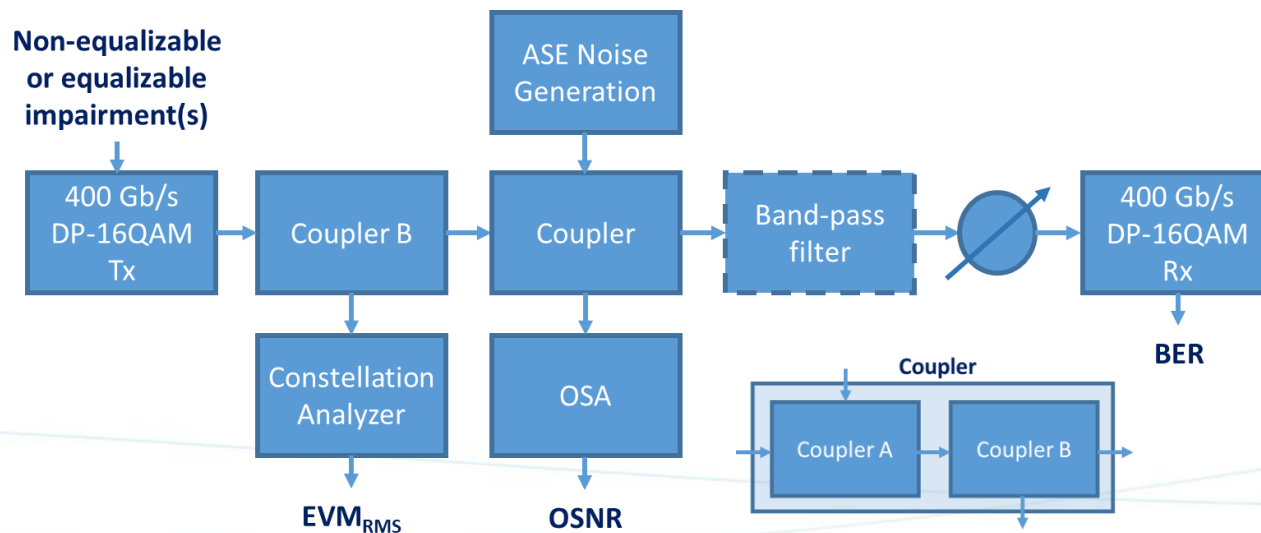 Non-equalizable
or equalizable
impairment(s)
ASE Noise
Generation
400 Gb/s
DP-16QAM
Tx
Coupler B
Coupler
Band-pass
filter
400 Gb/s
DP-16QAM
Rx
Constellation
Analyzer
OSA
BER
Coupler
Coupler A
Coupler B
EVMRMS
OSNR